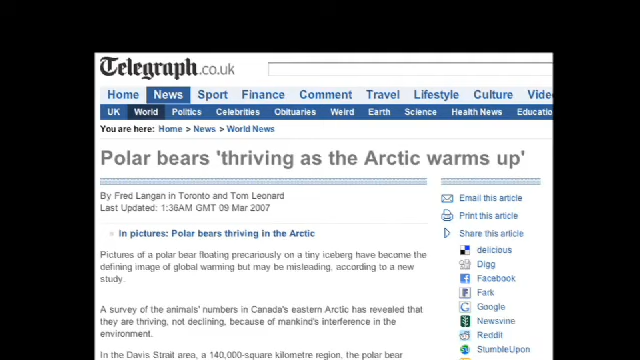 Telegraph.co.uk
Home News Sport Finance Comment Travel Lifestyle Culture Vide
UK World Politics Celebrities Obituaries Weird Earth Science Health News Educatio
You are here: Home > News > World News
Polar bears 'thriving as the Arctic warms up'
By Fred Langan in Toronto and Tom Leonard
Last Updated: 1:36AM GMT 09 Mar 2007
In pictures: Polar bears thriving in the Arctic
Pictures of a polar bear floating precariously on a tiny iceberg have become the
defining image of global warming but may be misleading, according to a new
study.
A survey of the animals' numbers in Canada's eastern Arctic has revealed that
they are thriving, not declining, because of mankind's interference in the
environment.
In the Davis Strait area, a 140,000-square kilometre region, the polar bear
Email this article
Print this article
Share this article
delicious
Digg
Facebook
Fark
Google
Newsvine
Reddit
StumbleUpon